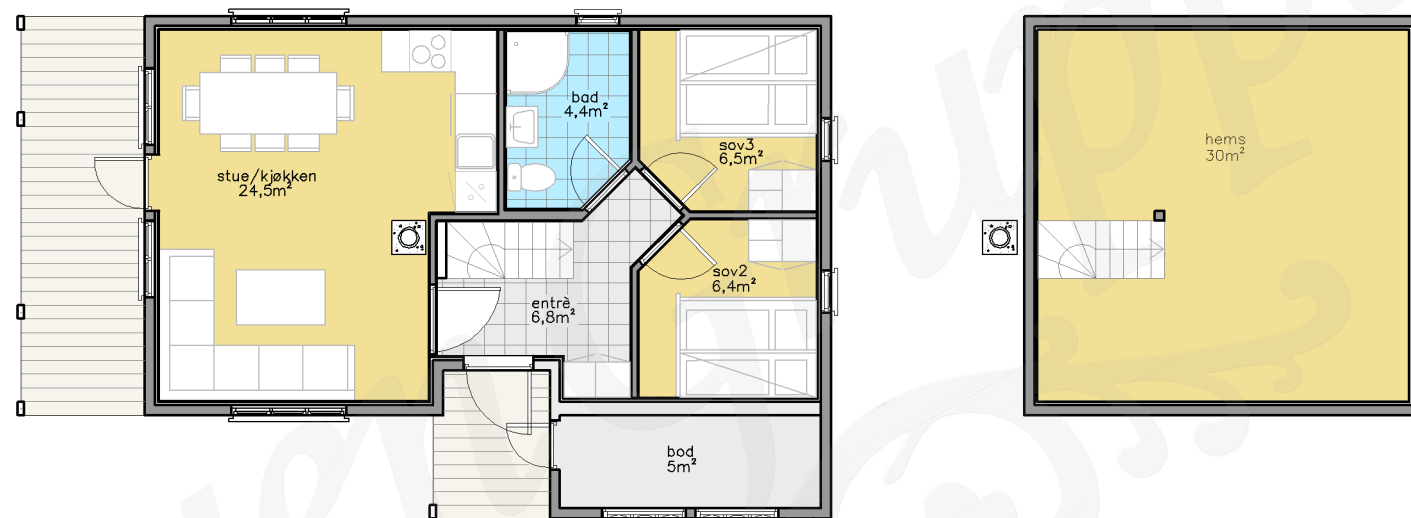 stue/kjøkken
24,5m²
bad
4,4m²
sov3
6,5m²
sov2
6,4m²
entrè
6,8m²
bod
5m²
hems
30m²